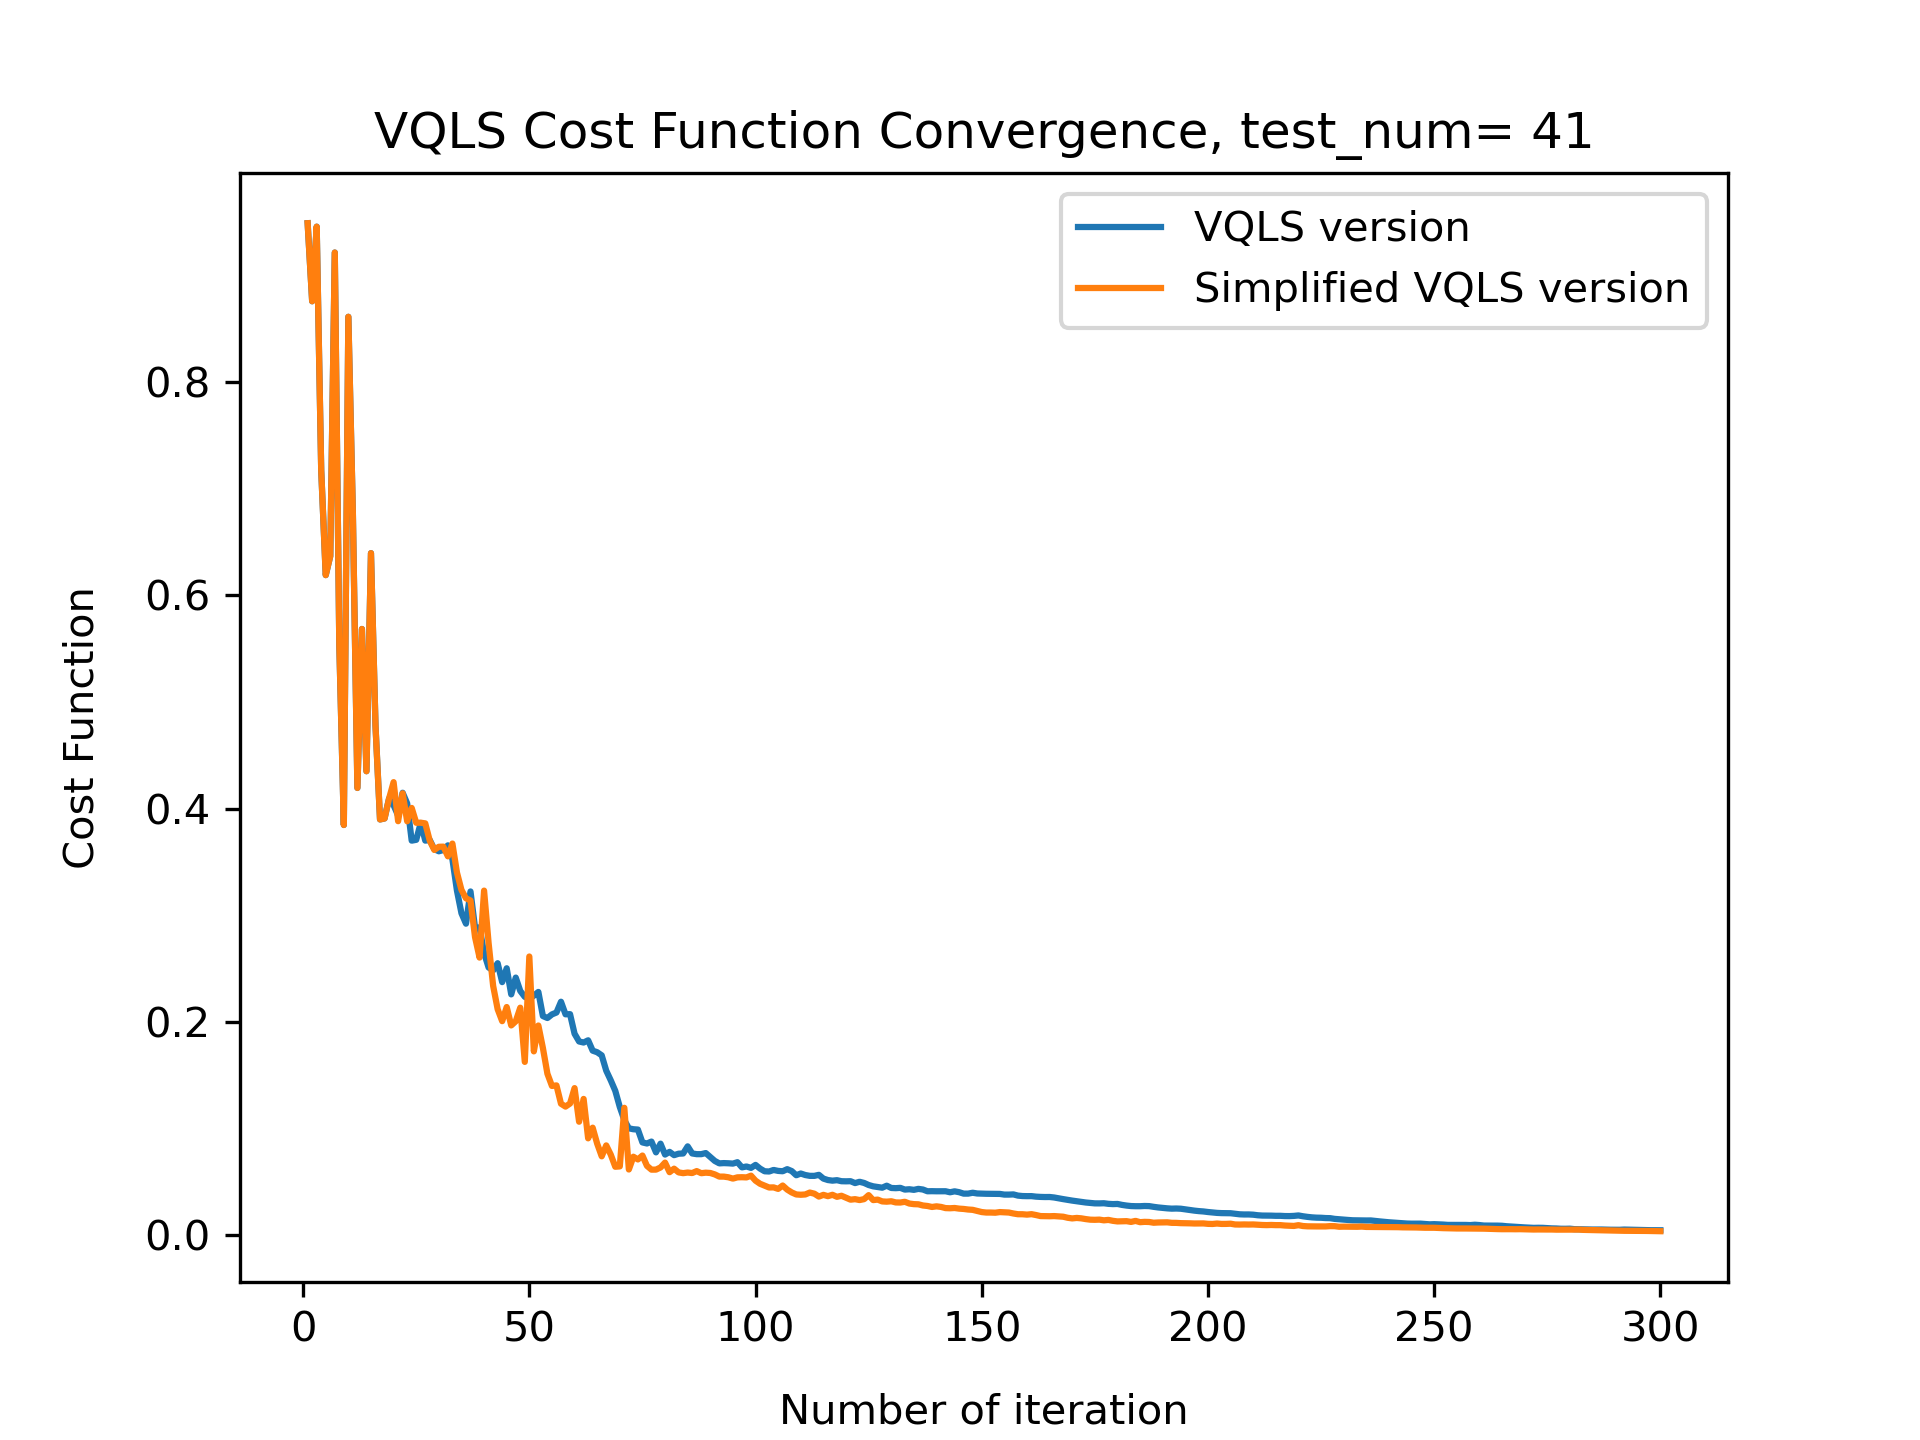 VQLS Cost Function Convergence, test_num= 41
VQLS version
Simplified VQLS version
0.8
0.6
0.4
0.2
0.0
Cost Function
0 50 100 150 200 250 300
Number of iteration